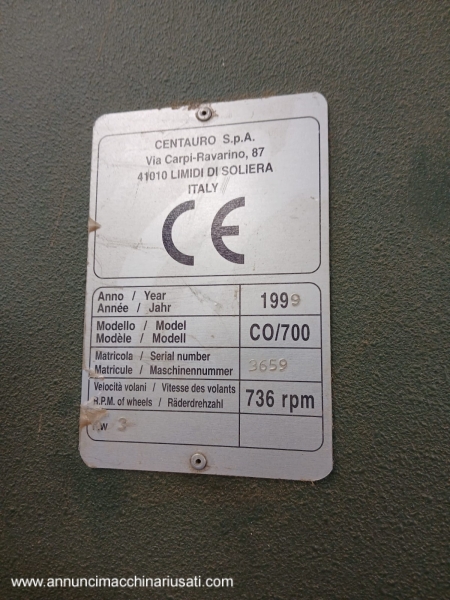 CENTAURO S.p.A.
Via Carpi-Ravarino, 87
41010 LIMIDI DI SOLIERA
ITALY
CE
Anno / Year
Année / Jahr
1999
Modello / Model
Modèle / Modell
CO/700
Matricola / Serial number
Matricule / Maschinennummer
3659
Velocità volani / Vitesse des volants
R.P.M. of wheels / Räderdrehzahl
736 rpm
3
www.annuncimacchinariusati.com